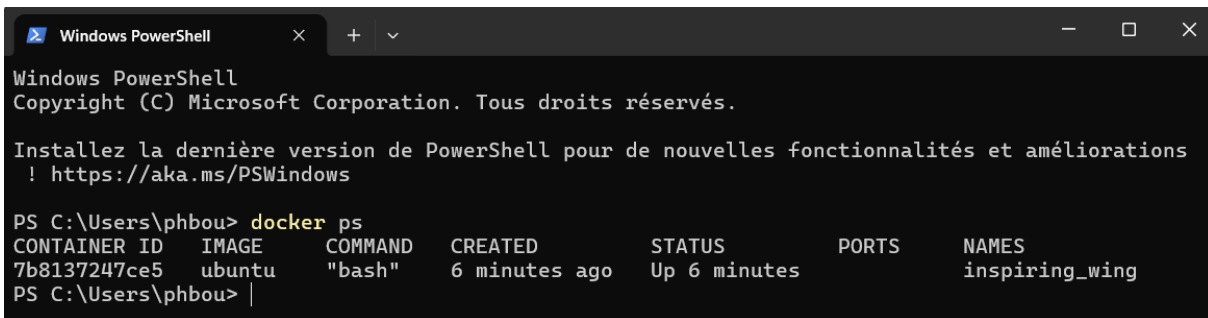 Windows PowerShell
Windows PowerShell
Copyright (C) Microsoft Corporation. Tous droits réservés.
Installez la dernière version de PowerShell pour de nouvelles fonctionnalités et améliorations
! https://aka.ms/PSWindows
PS C:\Users\phbou> docker ps
CONTAINER ID   IMAGE     COMMAND   CREATED         STATUS         PORTS     NAMES
7b8137247ce5   ubuntu    "bash"    6 minutes ago   Up 6 minutes             inspiring_wing
PS C:\Users\phbou>